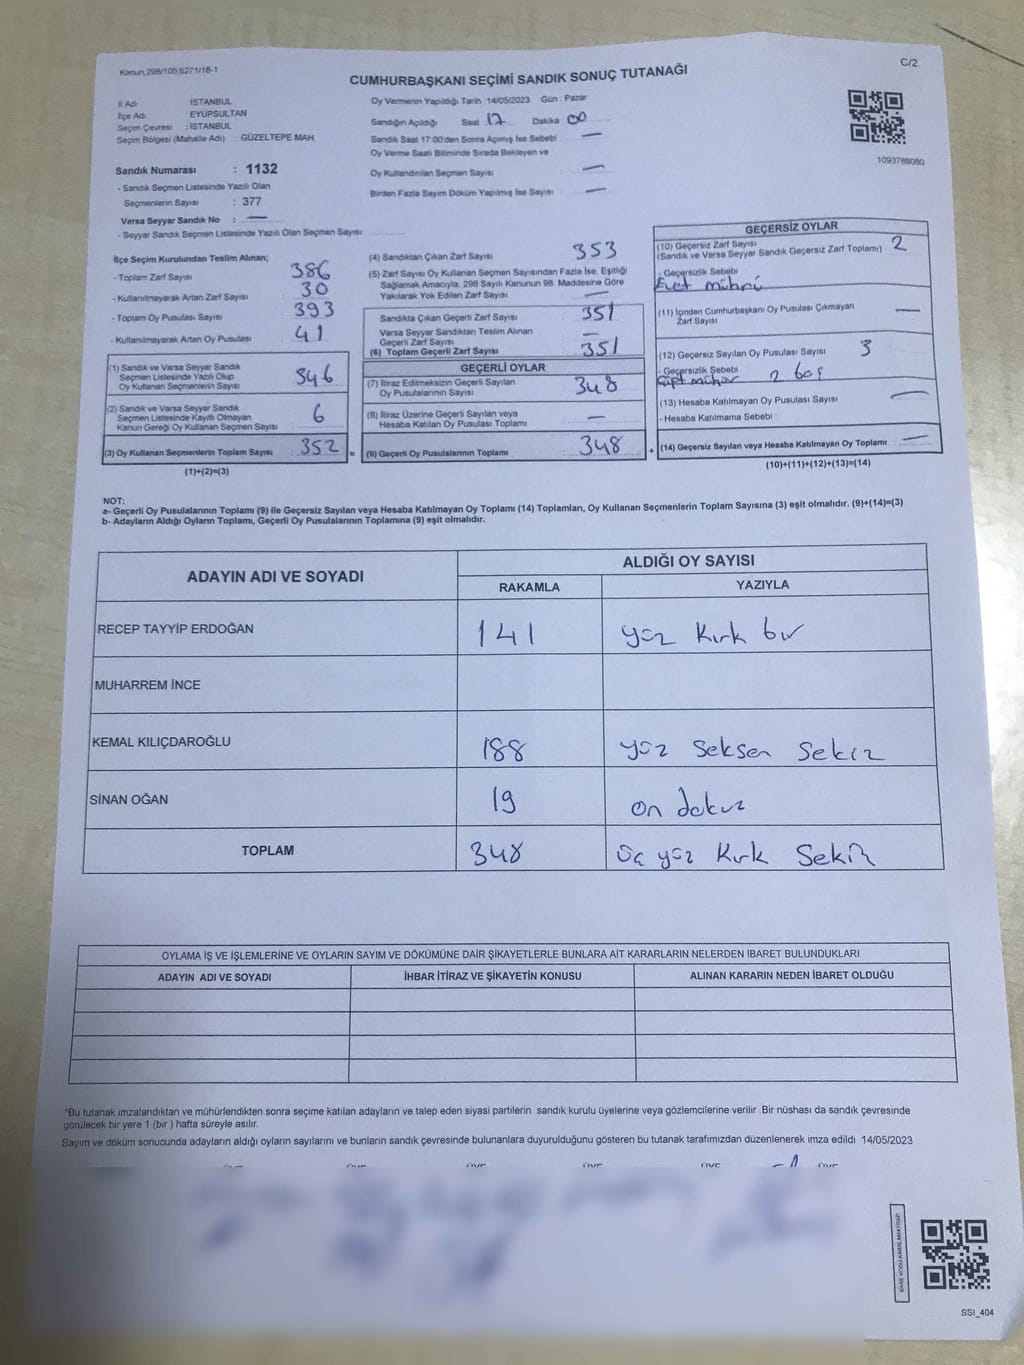 Kanun;298/105;6271/18-1
C/2
CUMHURBAŞKANI SEÇİMİ SANDIK SONUÇ TUTANAĞI
İl Adı : İSTANBUL
İlçe Adı : EYÜPSULTAN
Seçim Çevresi : İSTANBUL
Seçim Bölgesi (Mahalle Adı) : GÜZELTEPE MAH.
Sandık Numarası : 1132
- Sandık Seçmen Listesinde Yazılı Olan
Seçmenlerin Sayısı : 377
Varsa Seyyar Sandık No : —
- Seyyar Sandık Seçmen Listesinde Yazılı Olan Seçmen Sayısı
Oy Vermenin Yapıldığı Tarih :14/05/2023 Gün : Pazar
Sandığın Açıldığı Saat 17 Dakika 00
Sandık Saat 17:00'den Sonra Açılmış İse Sebebi : —
Oy Verme Saati Bitiminde Sırada Bekleyen ve
Oy Kullandırılan Seçmen Sayısı : —
Birden Fazla Sayım Döküm Yapılmış İse Sayısı : —
1093788080
İlçe Seçim Kurulundan Teslim Alınan;
- Toplam Zarf Sayısı : 386
- Kullanılmayarak Artan Zarf Sayısı : 30
- Toplam Oy Pusulası Sayısı : 393
- Kullanılmayarak Artan Oy Pusulası : 41
(1) Sandık ve Varsa Seyyar Sandık
Seçmen Listesinde Yazılı Olup
Oy Kullanan Seçmenlerin Sayısı : 346
(2) Sandık ve Varsa Seyyar Sandık
Seçmen Listesinde Kayıtlı Olmayan
Kanun Gereği Oy Kullanan Seçmen Sayısı : 6
(3) Oy Kullanan Seçmenlerin Toplam Sayısı : 352 =
(1)+(2)=(3)
(4) Sandıktan Çıkan Zarf Sayısı : 353
(5) Zarf Sayısı Oy Kullanan Seçmen Sayısından Fazla İse, Eşitliği
Sağlamak Amacıyla; 298 Sayılı Kanunun 98. Maddesine Göre
Yakılarak Yok Edilen Zarf Sayısı : —
Sandıkta Çıkan Geçerli Zarf Sayısı : 351
Varsa Seyyar Sandıktan Teslim Alınan
Geçerli Zarf Sayısı : —
(6) Toplam Geçerli Zarf Sayısı : 351
GEÇERLİ OYLAR
(7) İtiraz Edilmeksizin Geçerli Sayılan
Oy Pusulalarının Sayısı : 348
(8) İtiraz Üzerine Geçerli Sayılan veya
Hesaba Katılan Oy Pusulası Toplamı : —
(9) Geçerli Oy Pusulalarının Toplamı : 348 +
GEÇERSİZ OYLAR
(10) Geçersiz Zarf Sayısı
(Sandık ve Varsa Seyyar Sandık Geçersiz Zarf Toplamı) : 2
- Geçersizlik Sebebi
Evet mührü
(11) İçinden Cumhurbaşkanı Oy Pusulası Çıkmayan
Zarf Sayısı —
(12) Geçersiz Sayılan Oy Pusulası Sayısı 3
- Geçersizlik Sebebi
çift mühür 2 boş
(13) Hesaba Katılmayan Oy Pusulası Sayısı : —
- Hesaba Katılmama Sebebi :
(14) Geçersiz Sayılan veya Hesaba Katılmayan Oy Toplamı : —
(10)+(11)+(12)+(13)=(14)
NOT:
a- Geçerli Oy Pusulalarının Toplamı (9) ile Geçersiz Sayılan veya Hesaba Katılmayan Oy Toplamı (14) Toplamları, Oy Kullanan Seçmenlerin Toplam Sayısına (3) eşit olmalıdır. (9)+(14)=(3)
b- Adayların Aldığı Oyların Toplamı, Geçerli Oy Pusulalarının Toplamına (9) eşit olmalıdır.
ADAYIN ADI VE SOYADI
ALDIĞI OY SAYISI
RAKAMLA YAZIYLA
RECEP TAYYİP ERDOĞAN 141 yüz kırk bir
MUHARREM İNCE
KEMAL KILIÇDAROĞLU 188 yüz seksen sekiz
SİNAN OĞAN 19 on dokuz
TOPLAM 348 üç yüz kırk sekiz
OYLAMA İŞ VE İŞLEMLERİNE VE OYLARIN SAYIM VE DÖKÜMÜNE DAİR ŞİKAYETLERLE BUNLARA AİT KARARLARIN NELERDEN İBARET BULUNDUKLARI
ADAYIN ADI VE SOYADI İHBAR İTİRAZ VE ŞİKAYETİN KONUSU ALINAN KARARIN NEDEN İBARET OLDUĞU
*Bu tutanak imzalandıktan ve mühürlendikten sonra seçime katılan adayların ve talep eden siyasi partilerin sandık kurulu üyelerine veya gözlemcilerine verilir. Bir nüshası da sandık çevresinde
görülecek bir yere 1 (bir ) hafta süreyle asılır.
Sayım ve döküm sonucunda adayların aldığı oyların sayılarını ve bunların sandık çevresinde bulunanlara duyurulduğunu gösteren bu tutanak tarafımızdan düzenlenerek imza edildi. 14/05/2023
KARE KODU KARALAMAYINIZ!
SSI_404